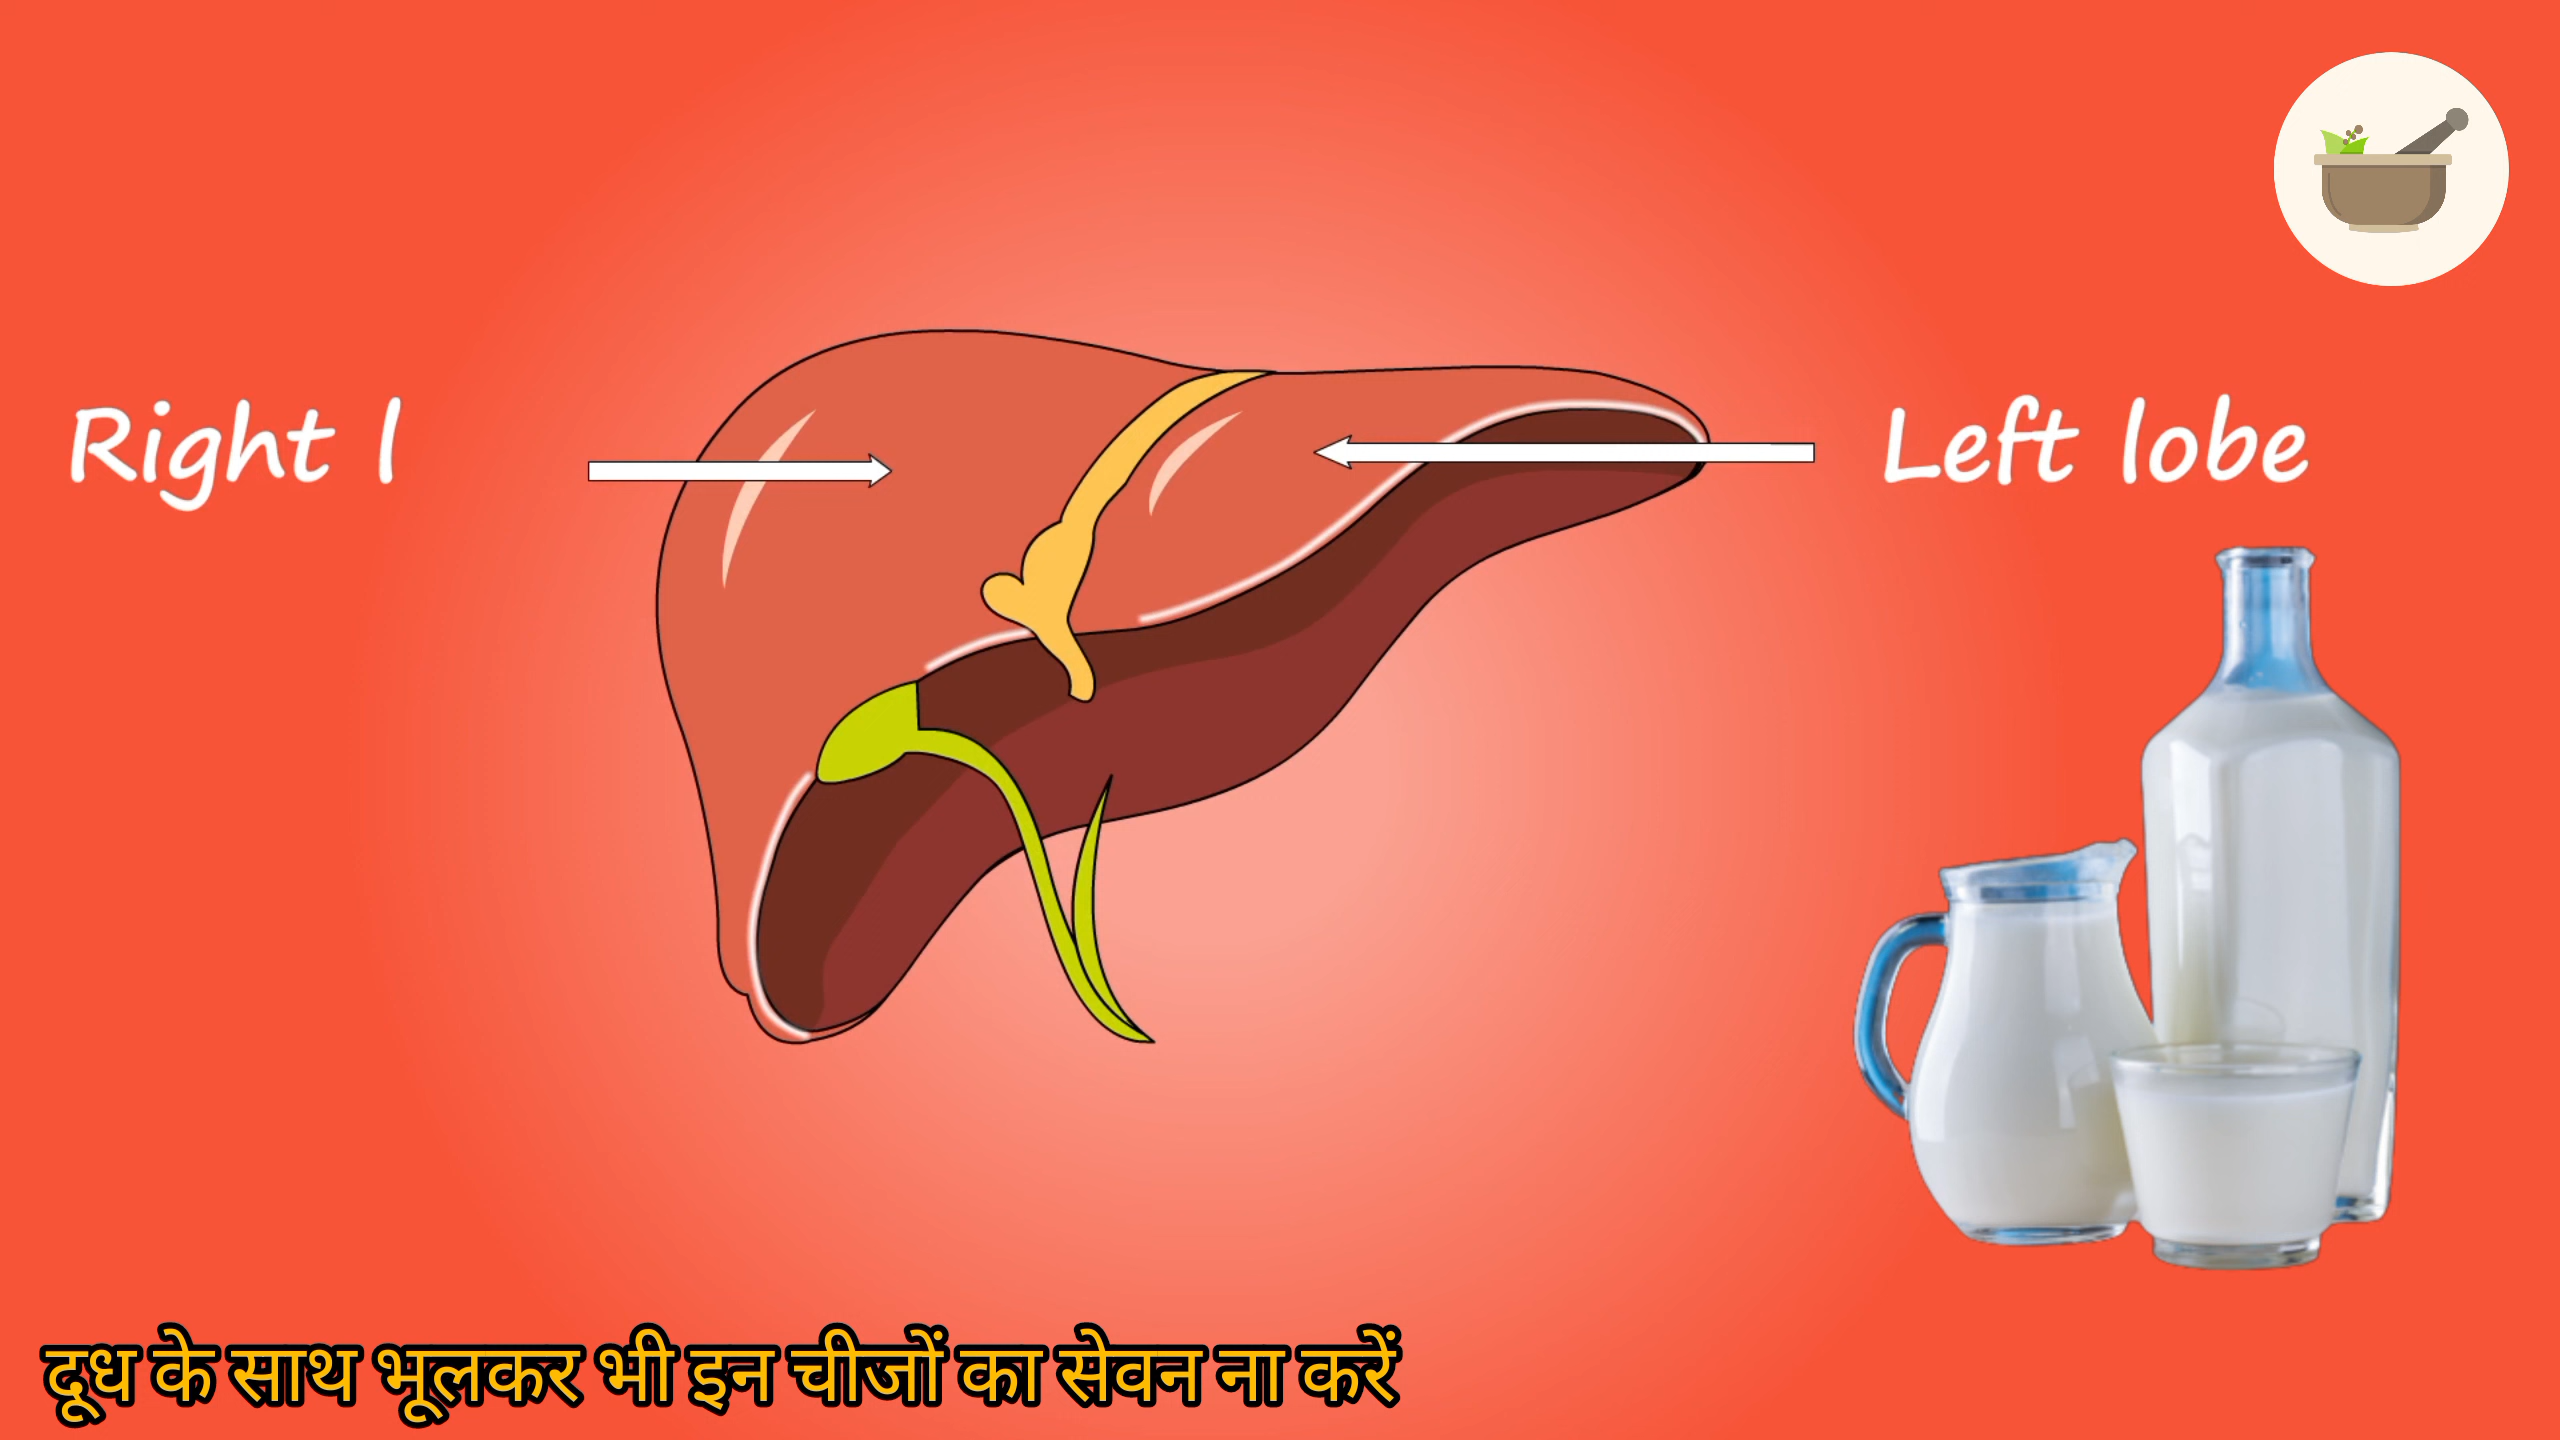 Right l
Left lobe
दूध के साथ भूलकर भी इन चीजों का सेवन ना करें